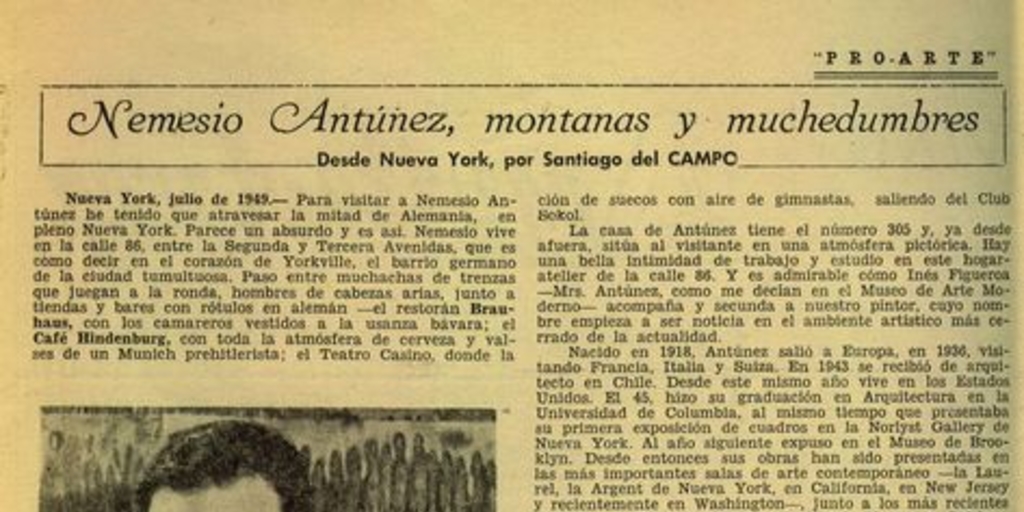 "PRO-ARTE"
Nemesio Antúnez, montanas y muchedumbres
Desde Nueva York, por Santiago del CAMPO
Nueva York, julio de 1949.— Para visitar a Nemesio An-
túnez he tenido que atravesar la mitad de Alemania, en
pleno Nueva York. Parece un absurdo y es así. Nemesio vive
en la calle 86, entre la Segunda y Tercera Avenidas, que es
como decir en el corazón de Yorkville, el barrio germano
de la ciudad tumultuosa. Paso entre muchachas de trenzas
que juegan a la ronda, hombres de cabezas arias, junto a
tiendas y bares con rótulos en alemán —el restorán Brau-
haus, con los camareros vestidos a la usanza bávara; el
Café Hindenburg, con toda la atmósfera de cerveza y val-
ses de un Munich prehitlerista; el Teatro Casino, donde la
ción de suecos con aire de gimnastas, saliendo del Club
Sokol.
La casa de Antúnez tiene el número 305 y, ya desde
afuera, sitúa al visitante en una atmósfera pictórica. Hay
una bella intimidad de trabajo y estudio en este hogar-
atelier de la calle 86. Y es admirable cómo Inés Figueroa
—Mrs. Antúnez, como me decían en el Museo de Arte Mo-
derno— acompaña y secunda a nuestro pintor, cuyo nom-
bre empieza a ser noticia en el ambiente artístico más ce-
rrado de la actualidad.
Nacido en 1918, Antúnez salió a Europa, en 1936, visi-
tando Francia, Italia y Suiza. En 1943 se recibió de arqui-
tecto en Chile. Desde este mismo año vive en los Estados
Unidos. El 45, hizo su graduación en Arquitectura en la
Universidad de Columbia, al mismo tiempo que presentaba
su primera exposición de cuadros en la Norlyst Gallery de
Nueva York. Al año siguiente expuso en el Museo de Broo-
klyn. Desde entonces sus obras han sido presentadas en
las más importantes salas de arte contemporáneo —la Lau-
rel, la Argent de Nueva York, en California, en New Jersey
y recientemente en Washington—, junto a los más recientes